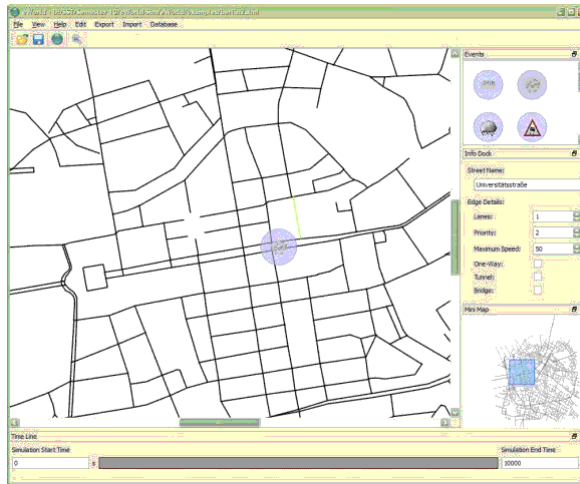 File View Help Edit Export Import Database
Events
Info Dock
Street Name:
Universitätsstraße
Edge Details:
Lanes: 1
Priority: 2
Maximum Speed: 50
One-Way:
Tunnel:
Bridge:
Mini Map
Time Line
Simulation Start Time
Simulation End Time
0
s
10000